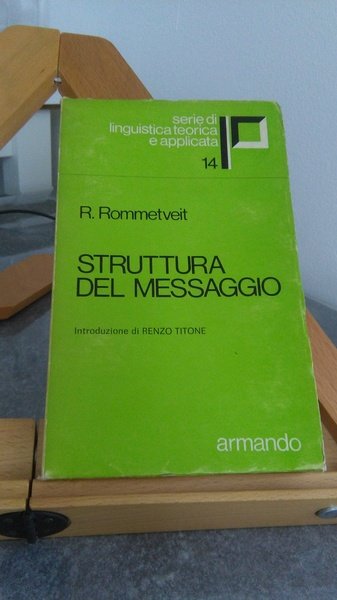 serie di
linguistica teorica
e applicata
14
R. Rommetveit
STRUTTURA
DEL MESSAGGIO
Introduzione di RENZO TITONE
armando